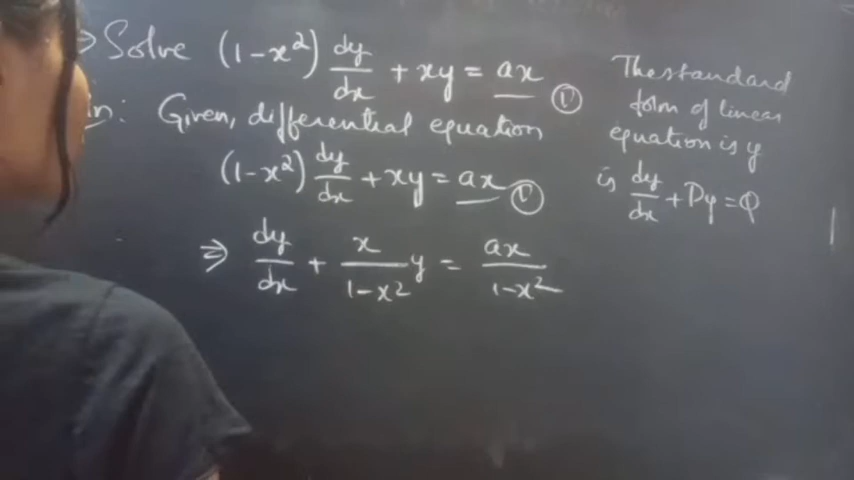 ⇒ Solve (1-x²) dy/dx + xy = ax ①
: Given, differential equation
(1-x²) dy/dx + xy = ax ①
⇒ dy/dx + x/(1-x²) y = ax/(1-x²)
The standard
form of linear
equation is y
is dy/dx + Py = Q